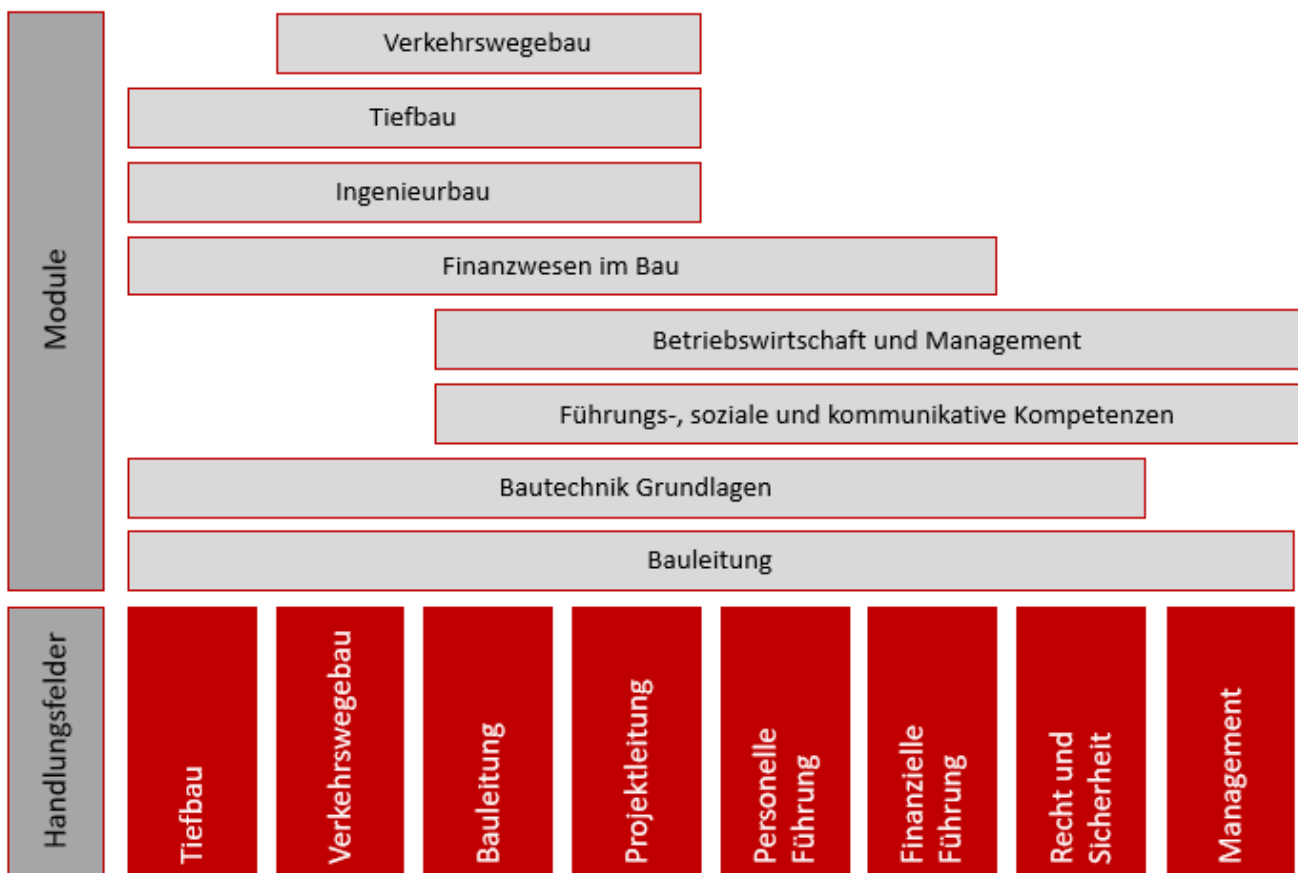 Module
Verkehrswegebau
Tiefbau
Ingenieurbau
Finanzwesen im Bau
Betriebswirtschaft und Management
Führungs-, soziale und kommunikative Kompetenzen
Bautechnik Grundlagen
Bauleitung
Handlungsfelder
Tiefbau
Verkehrswegebau
Bauleitung
Projektleitung
Personelle
Führung
Finanzielle
Führung
Recht und
Sicherheit
Management